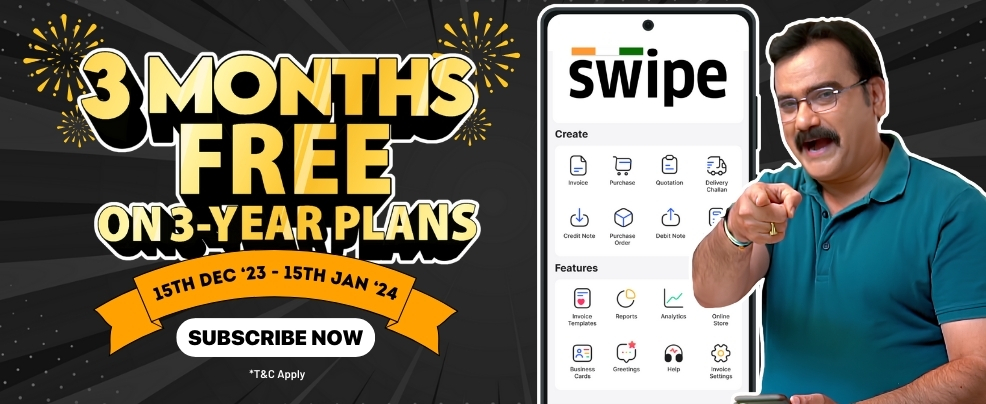 3 MONTHS
FREE
ON 3-YEAR PLANS
15TH DEC ‘23 - 15TH JAN ‘24
SUBSCRIBE NOW
*T&C Apply
swipe
Create
Invoice
Purchase
Quotation
Delivery
Challan
Credit Note
Purchase
Order
Debit Note
Features
Invoice
Templates
Reports
Analytics
Online
Store
Business
Cards
Greetings
Help
Invoice
Settings